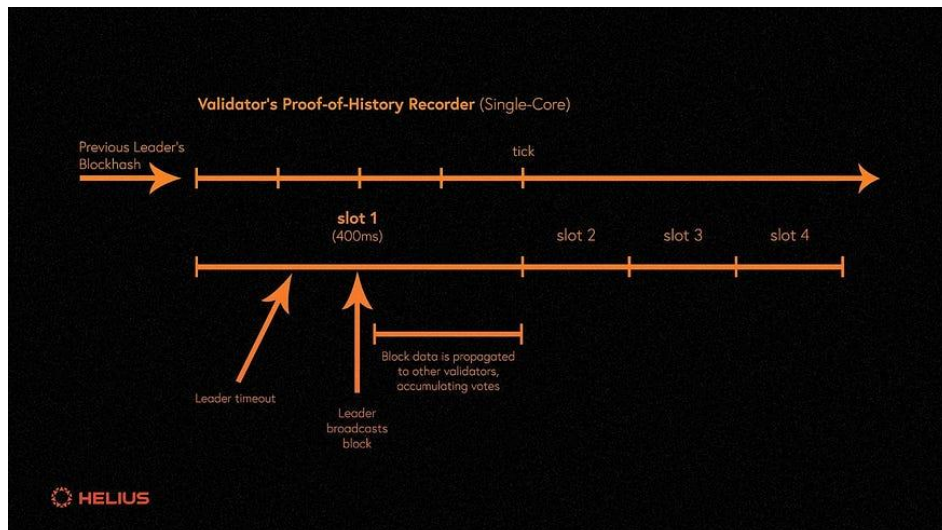 Validator's Proof-of-History Recorder (Single-Core)
Previous Leader's
Blockhash
tick
slot 1
(400ms)
slot 2
slot 3
slot 4
Block data is propagated
to other validators,
accumulating votes
Leader timeout
Leader
broadcasts
block
HELIUS